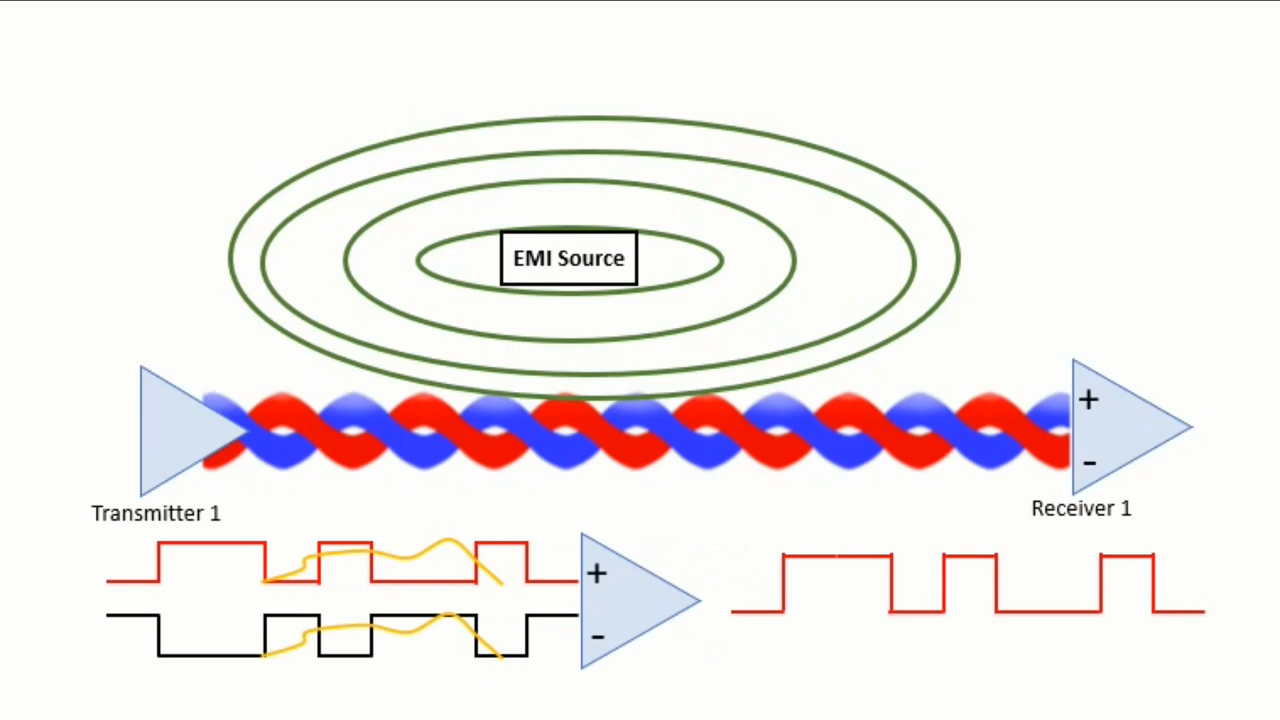 EMI Source
+
-
Transmitter 1
Receiver 1
+
-